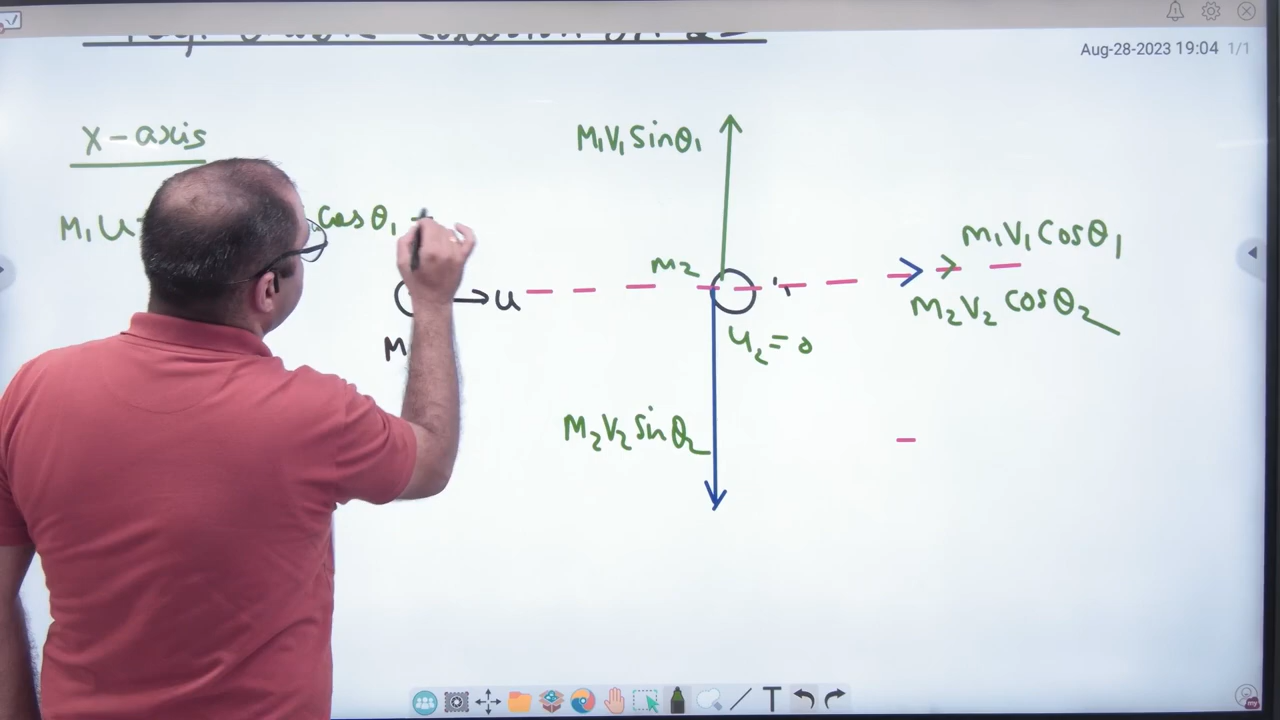 Aug-28-2023 19:04 1/1
X-axis
M₁V₁Sinθ₁
M₁U
Cosθ₁ +
m₁V₁Cosθ₁
m₂
u
m₂V₂Cosθ₂
M
u₂=0
M₂V₂Sinθ₂
T